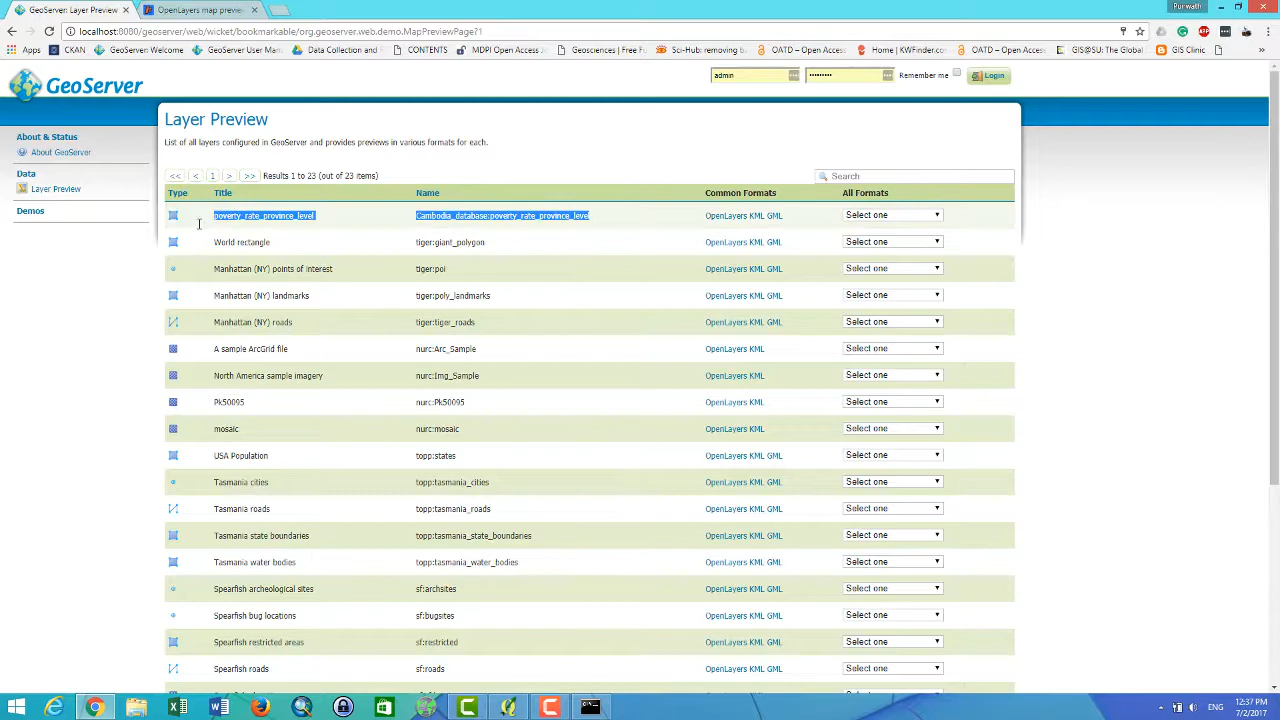 GeoServer: Layer Preview
OpenLayers map previe
Purwath
localhost:8080/geoserver/web/wicket/bookmarkable/org.geoserver.web.demo.MapPreviewPage?1
Apps CKAN GeoServer: Welcome GeoServer User Man Data Collection and R CONTENTE VIDI Open Access Geosciences | Free Fu Sci-Hub: removing ba OATD – Open Access Home | KWFinder.com OATD – Open Access GIS@SU: The Global GIS Clinic
GeoServer
admin
Remember me
Login
About & Status
About GeoServer
Data
Layer Preview
Demos
Layer Preview
List of all layers configured in GeoServer and provides previews in various formats for each.
<< < 1 > >> Results 1 to 23 (out of 23 items)
Search
Type Title Name Common Formats All Formats
poverty_rate_province_level Cambodia_database:poverty_rate_province_level OpenLayers KML GML Select one
World rectangle tiger:giant_polygon OpenLayers KML GML Select one
Manhattan (NY) points of interest tiger:poi OpenLayers KML GML Select one
Manhattan (NY) landmarks tiger:poly_landmarks OpenLayers KML GML Select one
Manhattan (NY) roads tiger:tiger_roads OpenLayers KML GML Select one
A sample ArcGrid file nurc:Arc_Sample OpenLayers KML Select one
North America sample imagery nurc:Img_Sample OpenLayers KML Select one
Pk50095 nurc:Pk50095 OpenLayers KML Select one
mosaic nurc:mosaic OpenLayers KML Select one
USA Population topp:states OpenLayers KML GML Select one
Tasmania cities topp:tasmania_cities OpenLayers KML GML Select one
Tasmania roads topp:tasmania_roads OpenLayers KML GML Select one
Tasmania state boundaries topp:tasmania_state_boundaries OpenLayers KML GML Select one
Tasmania water bodies topp:tasmania_water_bodies OpenLayers KML GML Select one
Spearfish archeological sites sf:archsites OpenLayers KML GML Select one
Spearfish bug locations sf:bugsites OpenLayers KML GML Select one
Spearfish restricted areas sf:restricted OpenLayers KML GML Select one
Spearfish roads sf:roads OpenLayers KML GML Select one
ENG
12:37 PM
7/2/2017